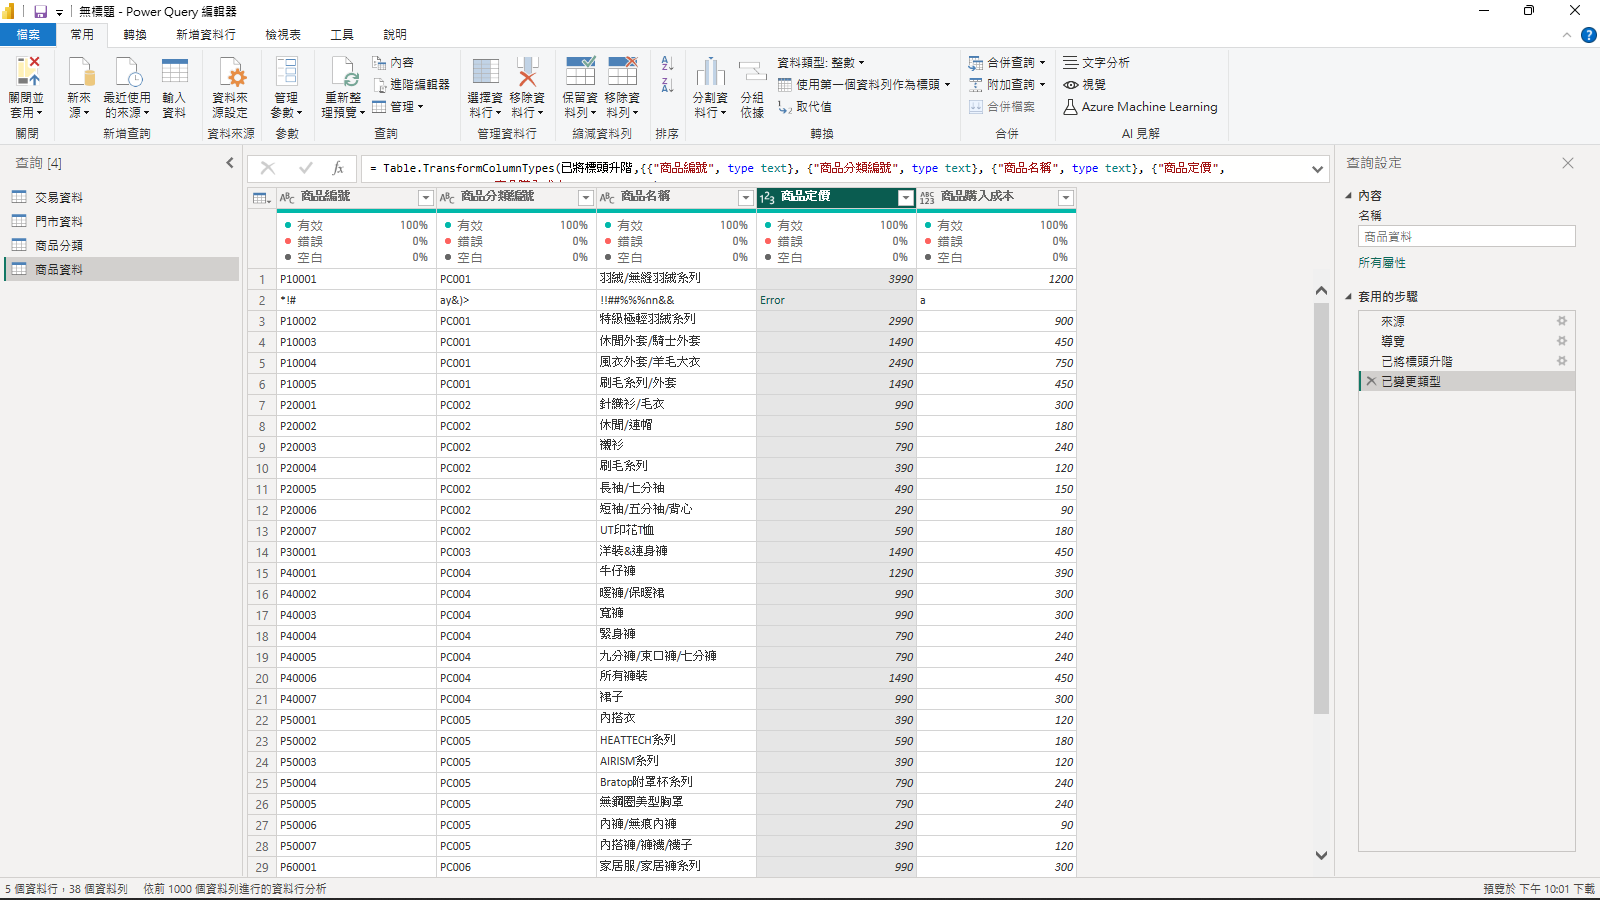 無標題 - Power Query 編輯器
檔案 常用 轉換 新增資料行 檢視表 工具 說明
關閉並套用 關閉
新來源 最近使用的來源 輸入資料 新增查詢
資料來源設定 資料來源
管理參數 參數
重新整理預覽 內容 進階編輯器 管理 查詢
選擇資料行 移除資料行 管理資料行
保留資料列 移除資料列 縮減資料列
排序
分割資料行 分組依據 資料類型: 整數 使用第一個資料列作為標頭 取代值 轉換
合併查詢 附加查詢 合併檔案 合併
文字分析 視覺 Azure Machine Learning AI 見解
查詢 [4]
交易資料
門市資料
商品分類
商品資料
= Table.TransformColumnTypes(已將標頭升階,{{"商品編號", type text}, {"商品分類編號", type text}, {"商品名稱", type text}, {"商品定價",
商品編號 商品分類編號 商品名稱 商品定價 商品購入成本
有效 100% 有效 100% 有效 100% 有效 100% 有效 100%
錯誤 0% 錯誤 0% 錯誤 0% 錯誤 0% 錯誤 0%
空白 0% 空白 0% 空白 0% 空白 0% 空白 0%
1 P10001 PC001 羽絨/無縫羽絨系列 3990 1200
2 *!# ay&)> !!##%%%nn&& Error a
3 P10002 PC001 特級極輕羽絨系列 2990 900
4 P10003 PC001 休閒外套/騎士外套 1490 450
5 P10004 PC001 風衣外套/羊毛大衣 2490 750
6 P10005 PC001 刷毛系列/外套 1490 450
7 P20001 PC002 針織衫/毛衣 990 300
8 P20002 PC002 休閒/連帽 590 180
9 P20003 PC002 襯衫 790 240
10 P20004 PC002 刷毛系列 390 120
11 P20005 PC002 長袖/七分袖 490 150
12 P20006 PC002 短袖/五分袖/背心 290 90
13 P20007 PC002 UT印花T恤 590 180
14 P30001 PC003 洋裝&連身褲 1490 450
15 P40001 PC004 牛仔褲 1290 390
16 P40002 PC004 暖褲/保暖裙 990 300
17 P40003 PC004 寬褲 990 300
18 P40004 PC004 緊身褲 790 240
19 P40005 PC004 九分褲/束口褲/七分褲 790 240
20 P40006 PC004 所有褲裝 1490 450
21 P40007 PC004 裙子 990 300
22 P50001 PC005 內搭衣 390 120
23 P50002 PC005 HEATTECH系列 590 180
24 P50003 PC005 AIRISM系列 390 120
25 P50004 PC005 Bratop附罩杯系列 790 240
26 P50005 PC005 無鋼圈美型胸罩 790 240
27 P50006 PC005 內褲/無痕內褲 290 90
28 P50007 PC005 內搭褲/褲襪/襪子 390 120
29 P60001 PC006 家居服/家居褲系列 990 300
查詢設定
內容
名稱
商品資料
所有屬性
套用的步驟
來源
導覽
已將標頭升階
已變更類型
5 個資料行，38 個資料列 依前 1000 個資料列進行的資料行分析 預覽於 下午 10:01 下載